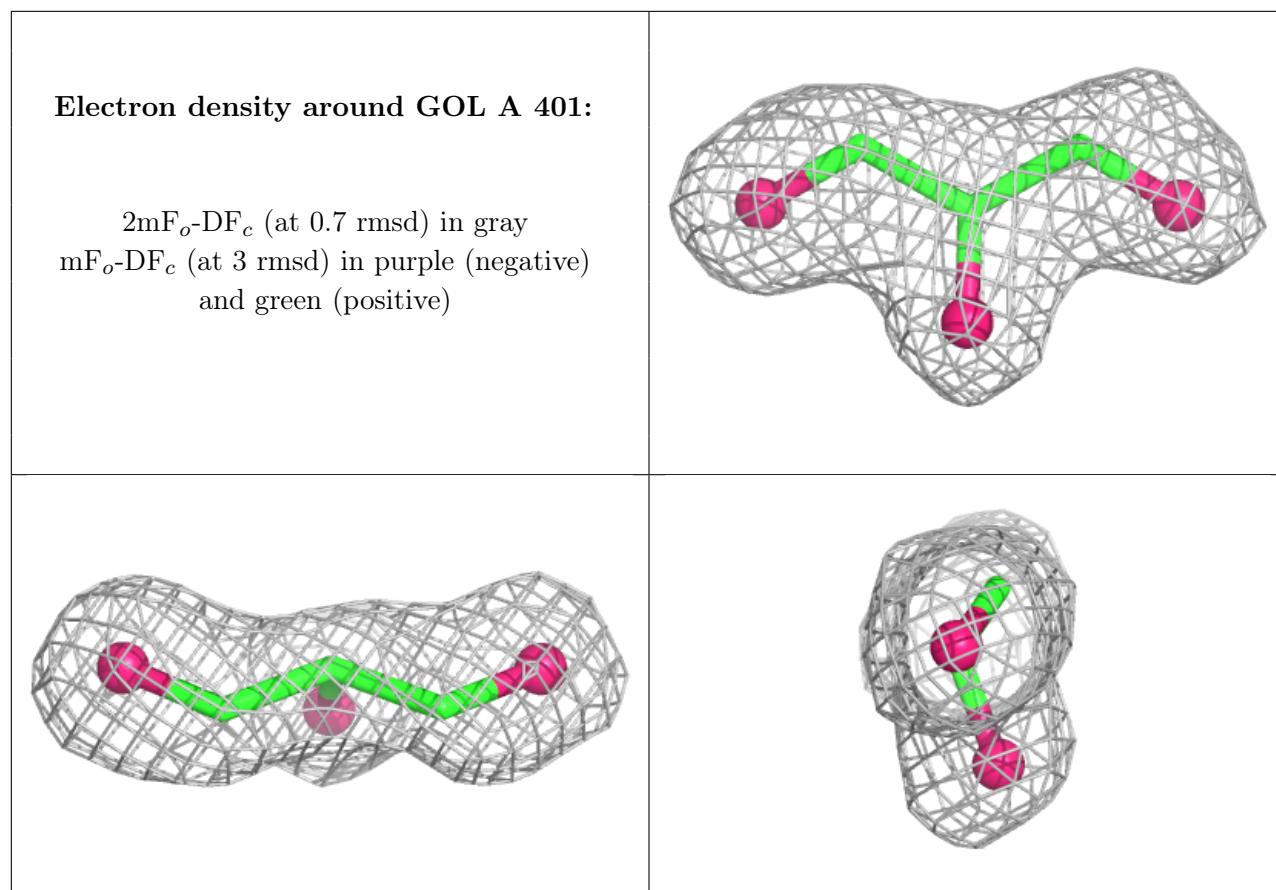 Electron density around GOL A 401:
2mFₒ-DF𝒸 (at 0.7 rmsd) in gray
mFₒ-DF𝒸 (at 3 rmsd) in purple (negative)
and green (positive)